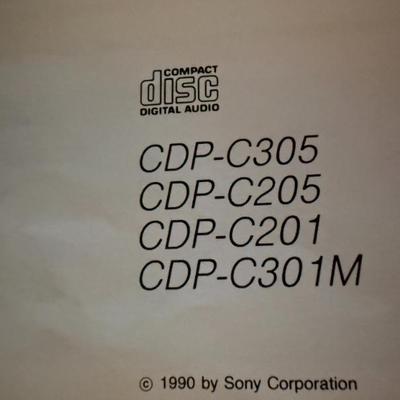 COMPACT
disc
DIGITAL AUDIO
CDP-C305
CDP-C205
CDP-C201
CDP-C301M
© 1990 by Sony Corporation